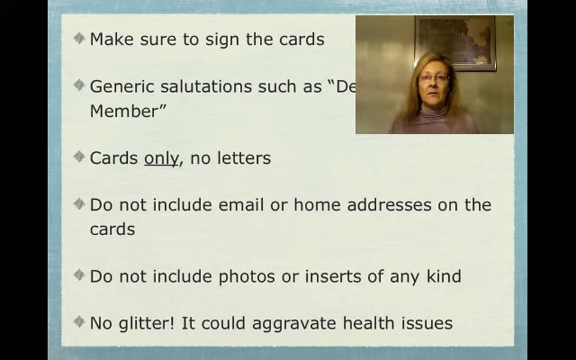 Make sure to sign the cards
Generic salutations such as “De
Member”
Cards only, no letters
Do not include email or home addresses on the
cards
Do not include photos or inserts of any kind
No glitter! It could aggravate health issues